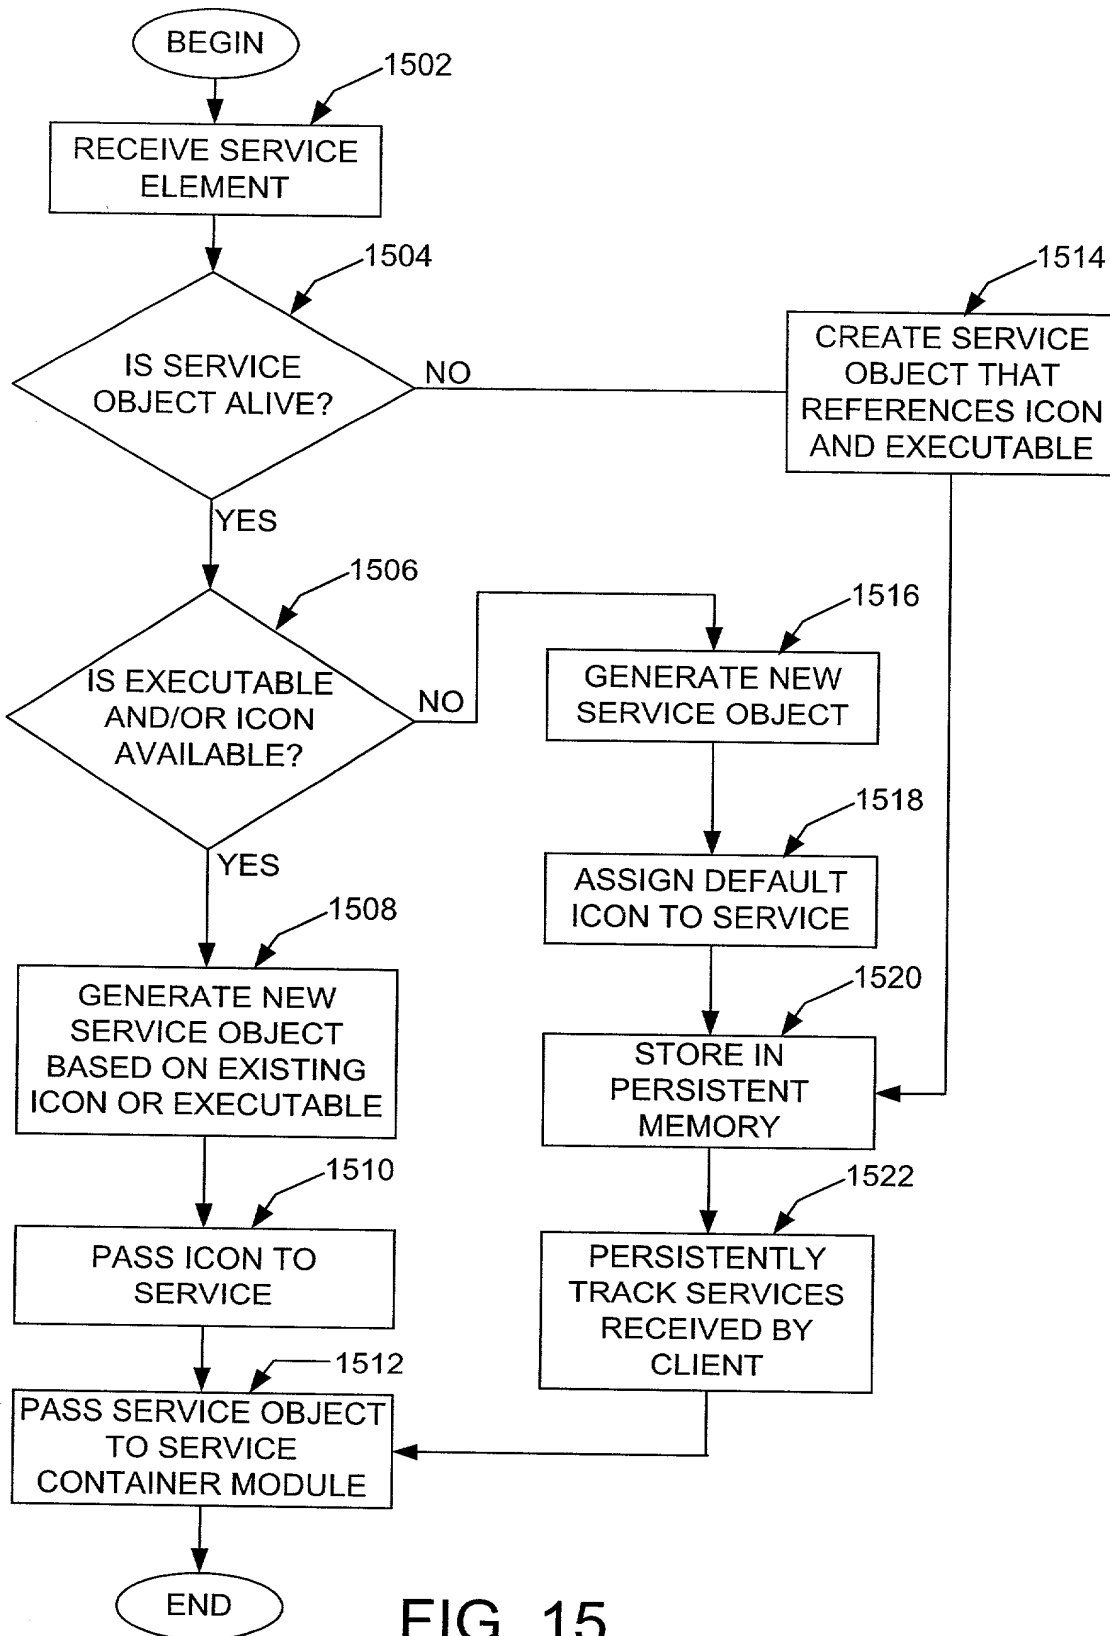 BEGIN
1502
RECEIVE SERVICE
ELEMENT
1504
IS SERVICE
OBJECT ALIVE?
NO
YES
1514
CREATE SERVICE
OBJECT THAT
REFERENCES ICON
AND EXECUTABLE
1506
IS EXECUTABLE
AND/OR ICON
AVAILABLE?
NO
YES
1516
GENERATE NEW
SERVICE OBJECT
1518
ASSIGN DEFAULT
ICON TO SERVICE
1508
GENERATE NEW
SERVICE OBJECT
BASED ON EXISTING
ICON OR EXECUTABLE
1520
STORE IN
PERSISTENT
MEMORY
1510
PASS ICON TO
SERVICE
1522
PERSISTENTLY
TRACK SERVICES
RECEIVED BY
CLIENT
1512
PASS SERVICE OBJECT
TO SERVICE
CONTAINER MODULE
END
FIG. 15